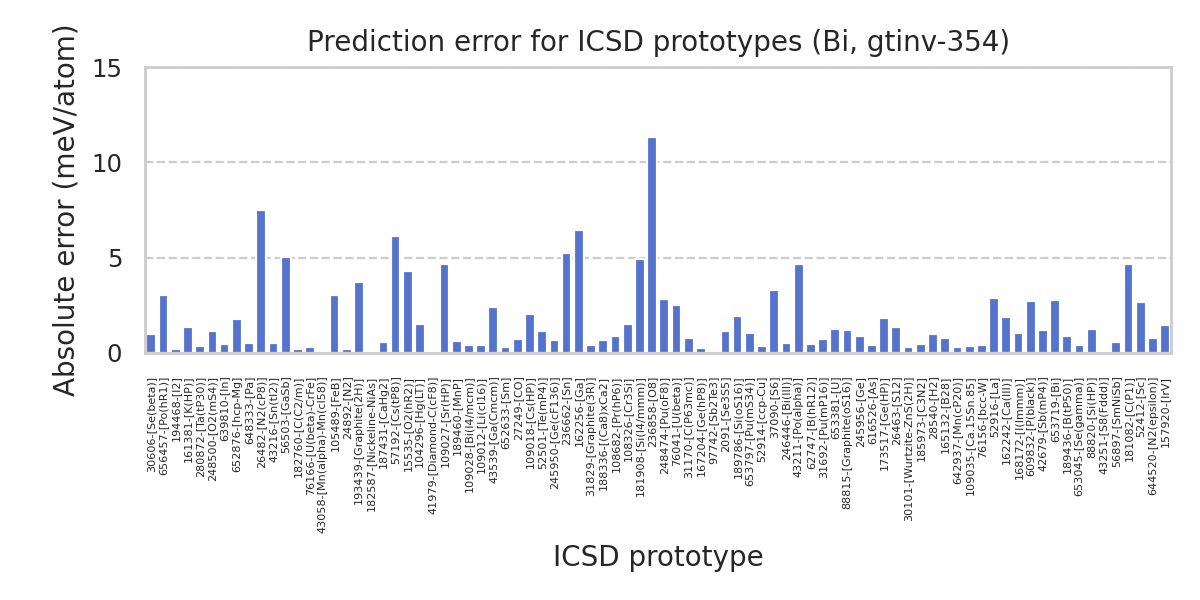 Prediction error for ICSD prototypes (Bi, gtinv-354)
Absolute error (meV/atom)
15
10
5
0
30606-[Se(beta)]
656457-[Po(hR1)]
194468-[I2]
161381-[K(HP)]
280872-[Ta(tP30)]
248500-[O2(mS4)]
639810-[In]
652876-[hcp-Mg]
648333-[Pa]
26482-[N2(cP8)]
43216-[Sn(tI2)]
56503-[GaSb]
182760-[C(C2/m)]
76166-[U(beta)-CrFe]
43058-[Mn(alpha)-Mn(cI58)]
105489-[FeB]
24892-[N2]
193439-[Graphite(2H)]
182587-[Nickeline-NiAs]
187431-[CaHg2]
57192-[Cs(tP8)]
15535-[O2(hR2)]
104296-[Hg(LT)]
41979-[Diamond-C(cF8)]
109027-[Sr(HP)]
189460-[MnP]
109028-[Bi(I4/mcm)]
109012-[Li(cI16)]
43539-[Ga(Cmcm)]
652633-[Sm]
109018-[Cs(HP)]
52501-[Te(mP4)]
245950-[Ge(cF136)]
236662-[Sn]
162256-[Ga]
31829-[Graphite(3R)]
188336-[(Ca8)xCa2]
108682-[Pr(hP6)]
108326-[Cr3Si]
181908-[Si(I4/mmm)]
236858-[O8]
248474-[Pu(oF8)]
76041-[U(beta)]
31170-[C(P63mc)]
167204-[Ge(hP8)]
97742-[Sb2Te3]
2091-[Se3S5]
189786-[Si(oS16)]
653797-[Pu(mS34)]
52914-[ccp-Cu]
37090-[S6]
246446-[Bi(III)]
43211-[Po(alpha)]
62747-[B(hR12)]
31692-[Pu(mP16)]
653381-[U]
88815-[Graphite(oS16)]
245956-[Ge]
616526-[As]
173517-[Ge(HP)]
26463-[S12]
30101-[Wurtzite-ZnS(2H)]
185973-[C3N2]
28540-[H2]
165132-[B28]
642937-[Mn(cP20)]
109035-[Ca.15Sn.85]
76156-[bcc-W]
52916-[La]
162242-[Ca(III)]
168172-[I(Immm)]
609832-[P(black)]
42679-[Sb(mP4)]
653719-[Bi]
189436-[B(tP50)]
653045-[Se(gamma)]
88820-[Si(HP)]
43251-[S8(Fddd)]
56897-[SmNiSb]
181082-[C(P1)]
52412-[Sc]
644520-[N2(epsilon)]
157920-[IrV]
ICSD prototype